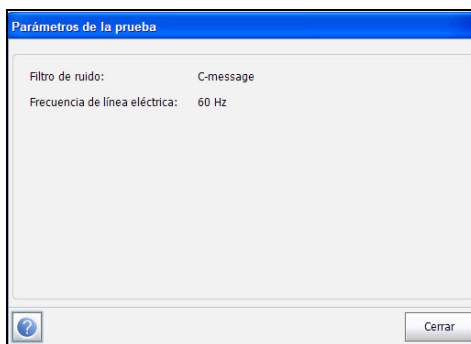 Parámetros de la prueba
Filtro de ruido: C-message
Frecuencia de línea eléctrica: 60 Hz
?
Cerrar